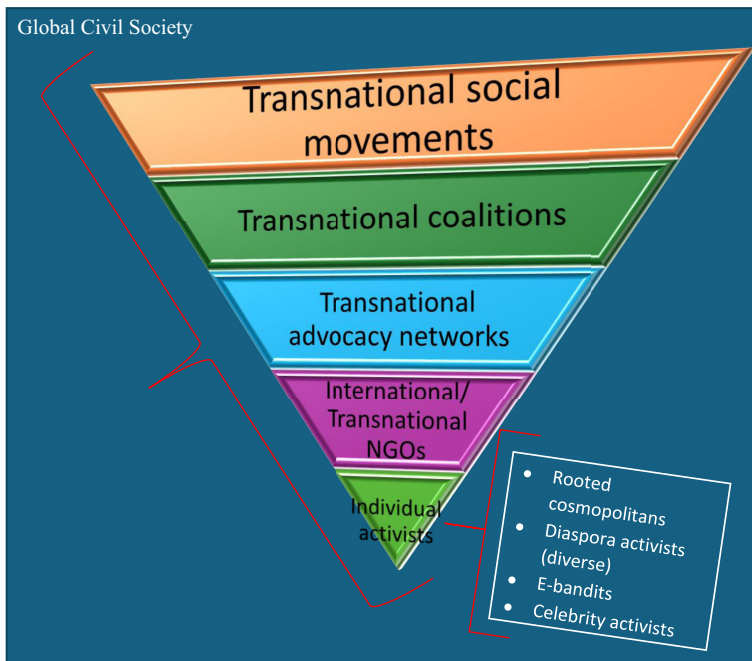 Global Civil Society
Transnational social
movements
Transnational coalitions
Transnational
advocacy networks
International/
Transnational
NGOs
Individual
activists
• Rooted
cosmopolitans
• Diaspora activists
(diverse)
• E-bandits
• Celebrity activists